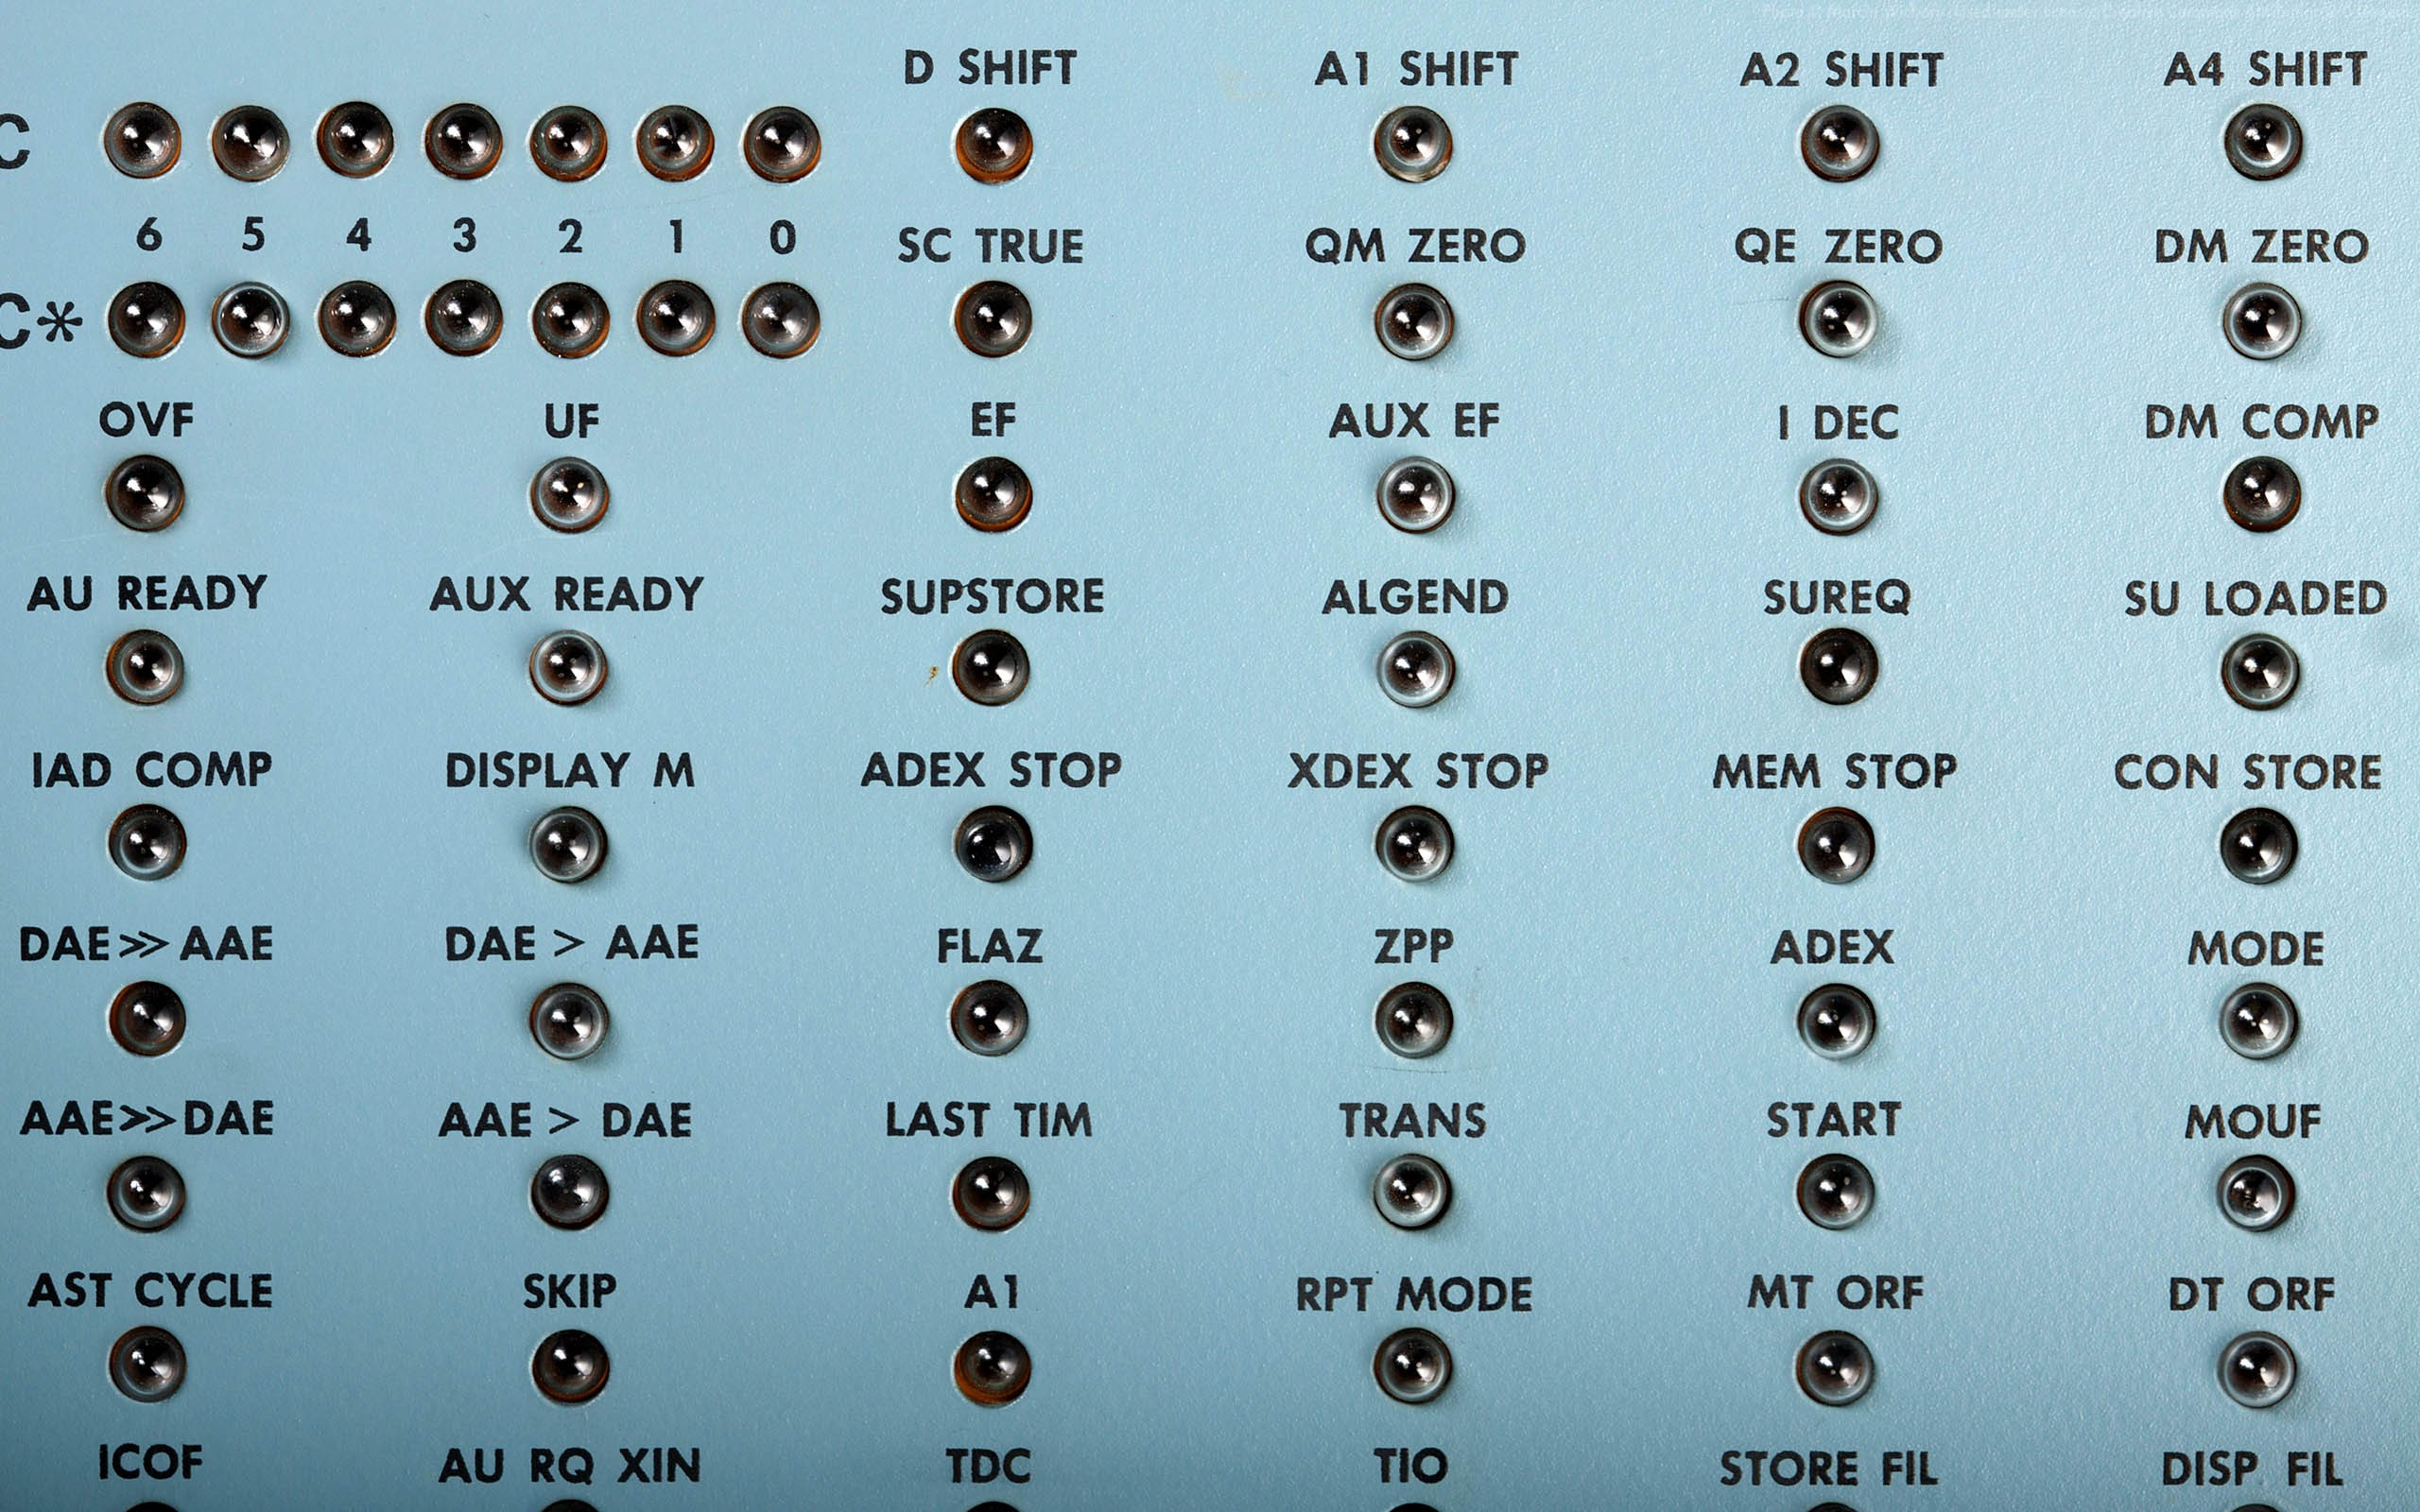 D SHIFT A1 SHIFT A2 SHIFT A4 SHIFT
C
6 5 4 3 2 1 0 SC TRUE QM ZERO QE ZERO DM ZERO
C*
OVF UF EF AUX EF I DEC DM COMP
AU READY AUX READY SUPSTORE ALGEND SUREQ SU LOADED
IAD COMP DISPLAY M ADEX STOP XDEX STOP MEM STOP CON STORE
DAE≫AAE DAE > AAE FLAZ ZPP ADEX MODE
AAE≫DAE AAE > DAE LAST TIM TRANS START MOUF
AST CYCLE SKIP A1 RPT MODE MT ORF DT ORF
ICOF AU RQ XIN TDC TIO STORE FIL DISP FIL